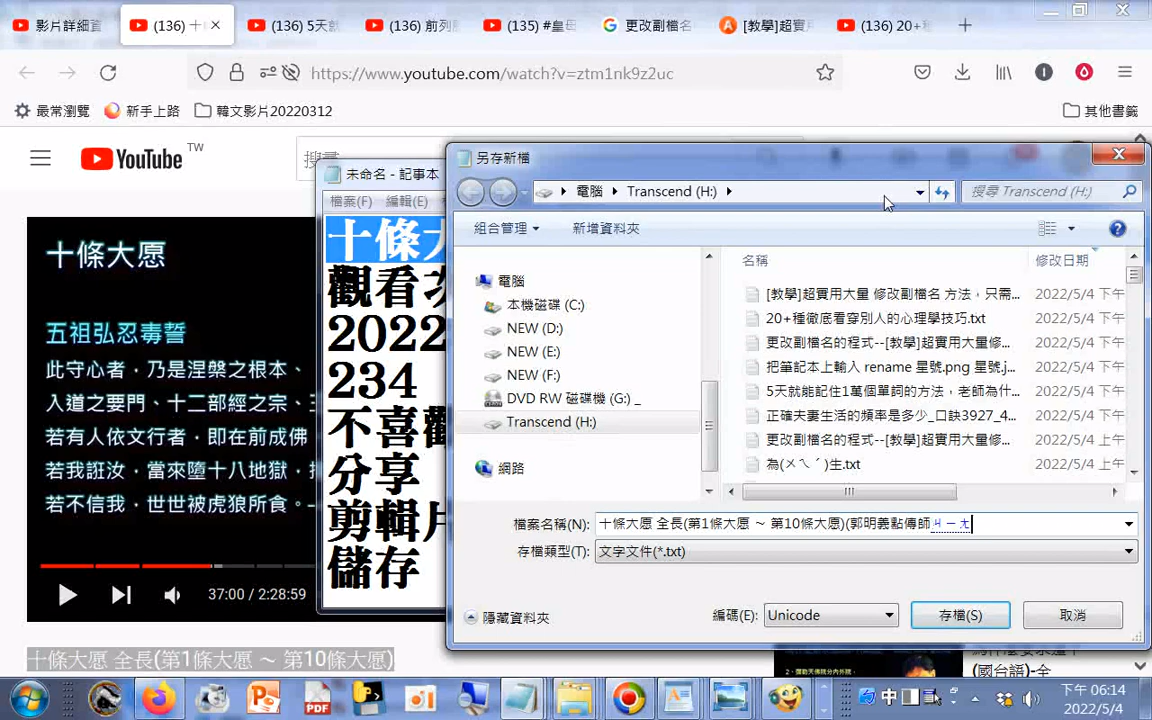 影片詳細資
(136) 十
(136) 5天就
(136) 前列
(135) #皇母
更改副檔名
[教學]超實
(136) 20+種
https://www.youtube.com/watch?v=ztm1nk9z2uc
最常瀏覽
新手上路
韓文影片20220312
其他書籤
YouTube TW
搜尋
十條大愿
五祖弘忍毒誓
此守心者，乃是涅槃之根本、
入道之要門、十二部經之宗、三
若有人依文行者，即在前成佛
若我誑汝，當來墮十八地獄，
若不信我，世世被虎狼所食。
37:00 / 2:28:59
十條大愿 全長(第1條大愿 ~ 第10條大愿)
未命名 - 記事本
檔案(F) 編輯(E)
十條大
觀看次
2022
234
不喜歡
分享
剪輯片
儲存
另存新檔
電腦 Transcend (H:)
搜尋 Transcend (H:)
組合管理 新增資料夾
名稱 修改日期
電腦
本機磁碟 (C:)
NEW (D:)
NEW (E:)
NEW (F:)
DVD RW 磁碟機 (G:) _
Transcend (H:)
網路
[教學]超實用大量 修改副檔名 方法，只需... 2022/5/4 下午
20+種徹底看穿別人的心理學技巧.txt 2022/5/4 下午
更改副檔名的程式--[教學]超實用大量修... 2022/5/4 下午
把筆記本上輸入 rename 星號.png 星號.j... 2022/5/4 下午
5天就能記住1萬個單詞的方法，老師為什... 2022/5/4 下午
正確夫妻生活的頻率是多少_口訣3927_4... 2022/5/4 下午
更改副檔名的程式--[教學]超實用大量修... 2022/5/4 上午
為(ㄨㄟˊ)生.txt 2022/5/4 上午
檔案名稱(N): 十條大愿 全長(第1條大愿 ~ 第10條大愿)(郭明義點傳師ㄐㄧㄤ
存檔類型(T): 文字文件(*.txt)
隱藏資料夾
編碼(E): Unicode
存檔(S)
取消
(國台語)-全
PDF
中
下午 06:14
2022/5/4